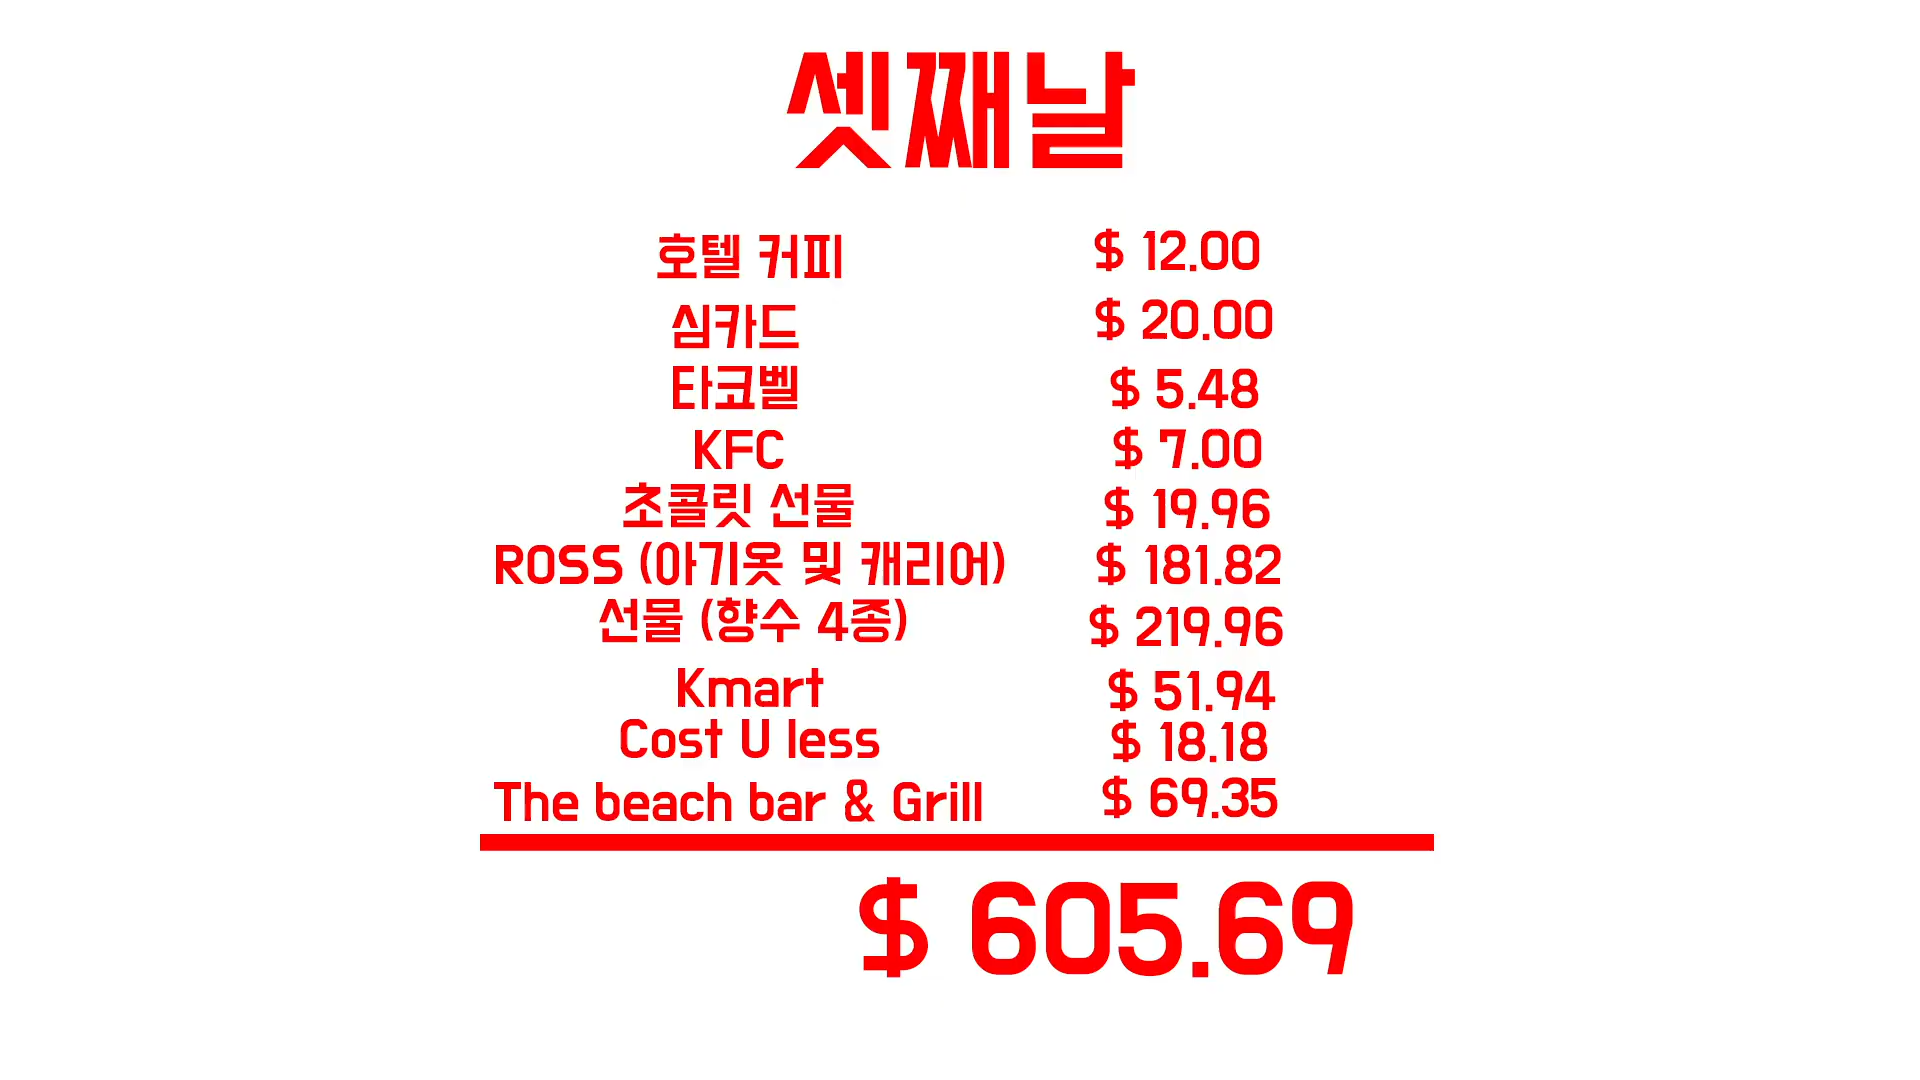 셋째날
호텔 커피 $ 12.00
심카드 $ 20.00
타코벨 $ 5.48
KFC $ 7.00
초콜릿 선물 $ 19.96
ROSS (아기옷 및 캐리어) $ 181.82
선물 (향수 4종) $ 219.96
Kmart $ 51.94
Cost U less $ 18.18
The beach bar & Grill $ 69.35
$ 605.69